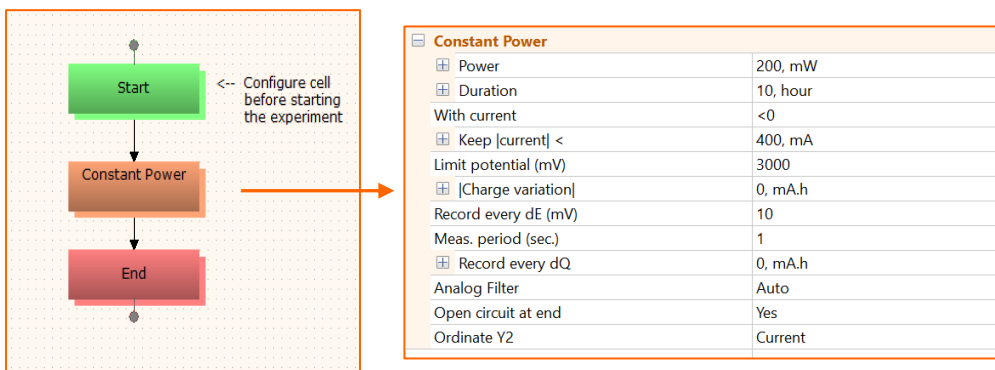 Start
<-- Configure cell
before starting
the experiment
Constant Power
End
Constant Power
Power 200, mW
Duration 10, hour
With current <0
Keep |current| < 400, mA
Limit potential (mV) 3000
|Charge variation| 0, mA.h
Record every dE (mV) 10
Meas. period (sec.) 1
Record every dQ 0, mA.h
Analog Filter Auto
Open circuit at end Yes
Ordinate Y2 Current